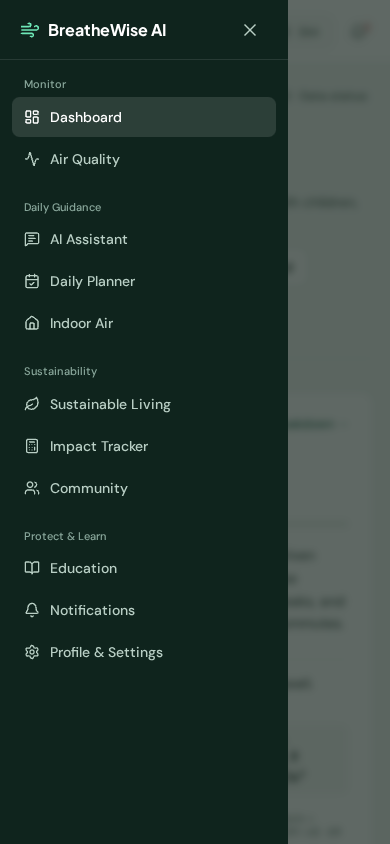 BreatheWise AI
Monitor
Dashboard
Air Quality
Daily Guidance
AI Assistant
Daily Planner
Indoor Air
Sustainability
Sustainable Living
Impact Tracker
Community
Protect & Learn
Education
Notifications
Profile & Settings